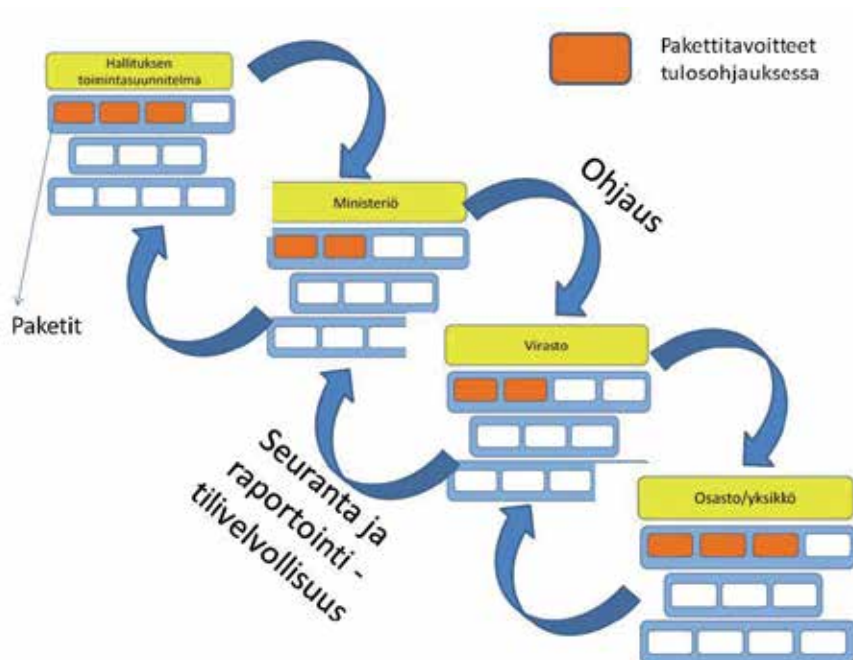 Hallituksen
toimintasuunnitelma
Pakettitavoitteet
tulosohjauksessa
Ohjaus
Ministeriö
Paketit
Virasto
Seuranta ja
raportointi -
tilivelvollisuus
Osasto/yksikkö